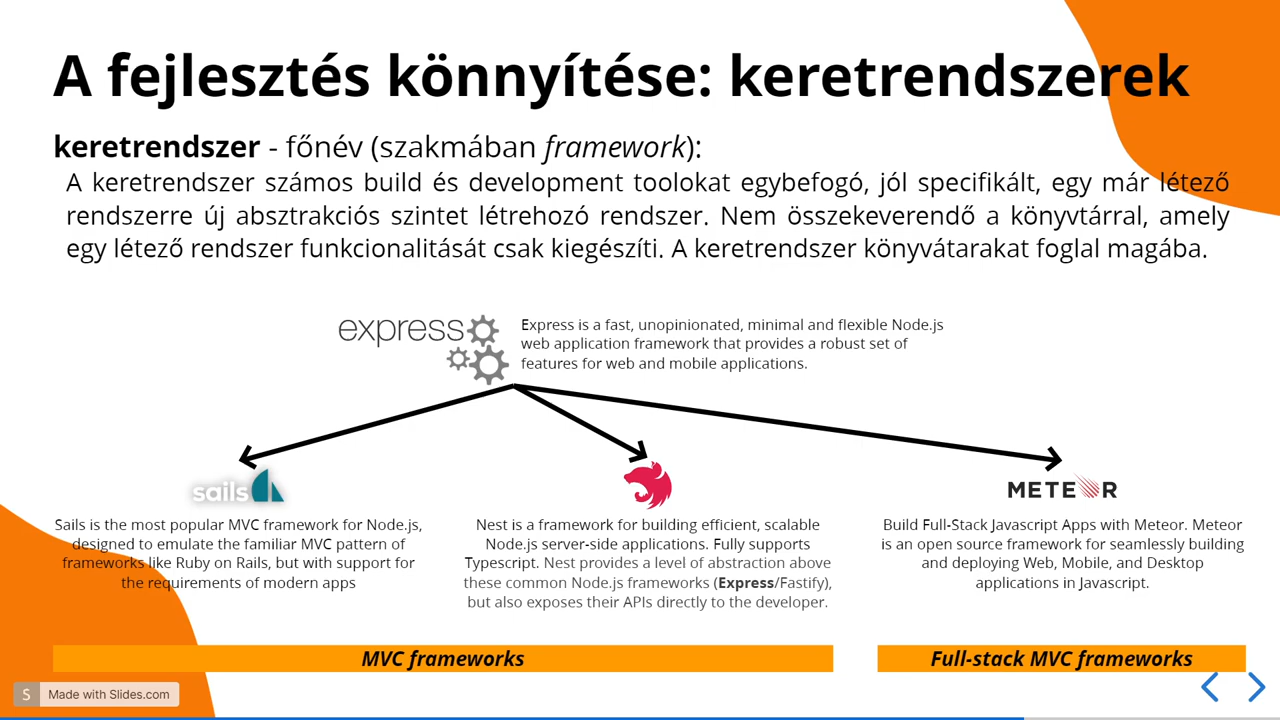 A fejlesztés könnyítése: keretrendszerek
keretrendszer - főnév (szakmában framework):
A keretrendszer számos build és development toolokat egybefogó, jól specifikált, egy már létező
rendszerre új absztrakciós szintet létrehozó rendszer. Nem összekeverendő a könyvtárral, amely
egy létező rendszer funkcionalitását csak kiegészíti. A keretrendszer könyvátarakat foglal magába.
express
Express is a fast, unopinionated, minimal and flexible Node.js
web application framework that provides a robust set of
features for web and mobile applications.
sails
Sails is the most popular MVC framework for Node.js,
designed to emulate the familiar MVC pattern of
frameworks like Ruby on Rails, but with support for
the requirements of modern apps
Nest is a framework for building efficient, scalable
Node.js server-side applications. Fully supports
Typescript. Nest provides a level of abstraction above
these common Node.js frameworks (Express/Fastify),
but also exposes their APIs directly to the developer.
METEOR
Build Full-Stack Javascript Apps with Meteor. Meteor
is an open source framework for seamlessly building
and deploying Web, Mobile, and Desktop
applications in Javascript.
MVC frameworks
Full-stack MVC frameworks
S Made with Slides.com